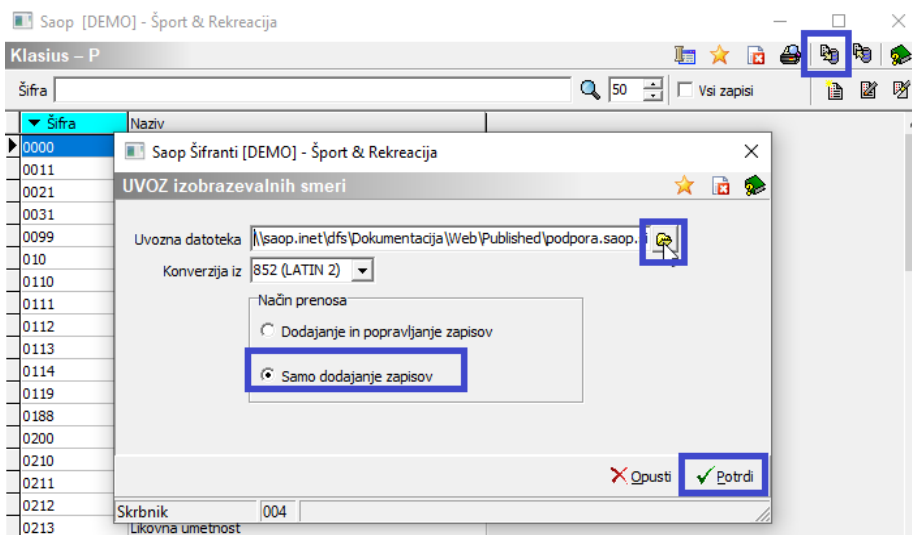 Saop [DEMO] - Šport & Rekreacija
Klasius – P
Šifra
50
Vsi zapisi
Šifra Naziv
0000
0011
0021
0031
0099
010
0110
0111
0112
0113
0114
0119
0188
0200
0210
0211
0212
0213 Likovna umetnost
Saop Šifranti [DEMO] - Šport & Rekreacija
UVOZ izobrazevalnih smeri
Uvozna datoteka \\saop.inet\dfs\Dokumentacija\Web\Published\podpora.saop.
Konverzija iz 852 (LATIN 2)
Način prenosa
Dodajanje in popravljanje zapisov
Samo dodajanje zapisov
Opusti Potrdi
Skrbnik 004